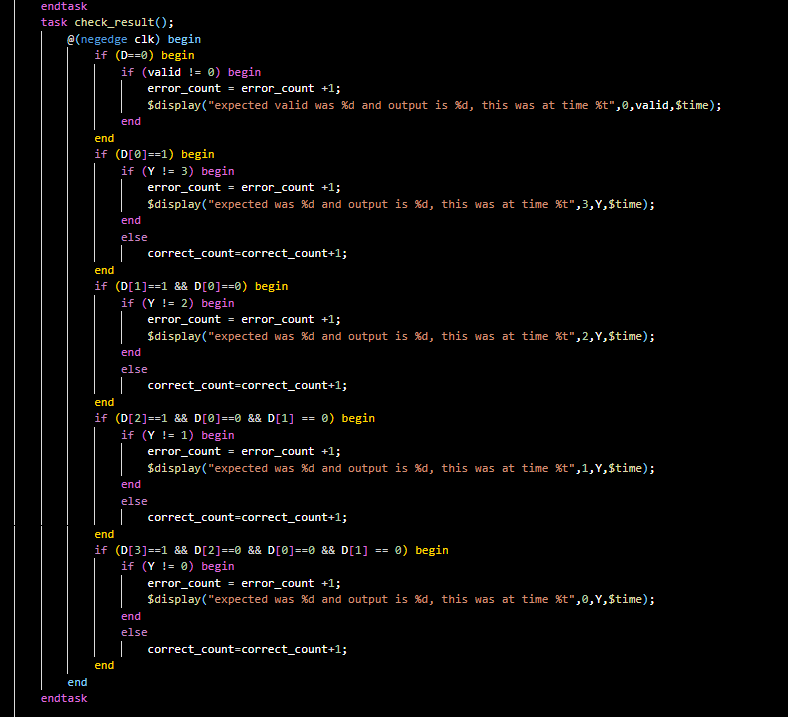 endtask
task check_result();
@(negedge clk) begin
if (D==0) begin
if (valid != 0) begin
error_count = error_count +1;
$display("expected valid was %d and output is %d, this was at time %t",0,valid,$time);
end
end
if (D[0]==1) begin
if (Y != 3) begin
error_count = error_count +1;
$display("expected was %d and output is %d, this was at time %t",3,Y,$time);
end
else
correct_count=correct_count+1;
end
if (D[1]==1 && D[0]==0) begin
if (Y != 2) begin
error_count = error_count +1;
$display("expected was %d and output is %d, this was at time %t",2,Y,$time);
end
else
correct_count=correct_count+1;
end
if (D[2]==1 && D[0]==0 && D[1] == 0) begin
if (Y != 1) begin
error_count = error_count +1;
$display("expected was %d and output is %d, this was at time %t",1,Y,$time);
end
else
correct_count=correct_count+1;
end
if (D[3]==1 && D[2]==0 && D[0]==0 && D[1] == 0) begin
if (Y != 0) begin
error_count = error_count +1;
$display("expected was %d and output is %d, this was at time %t",0,Y,$time);
end
else
correct_count=correct_count+1;
end
end
endtask